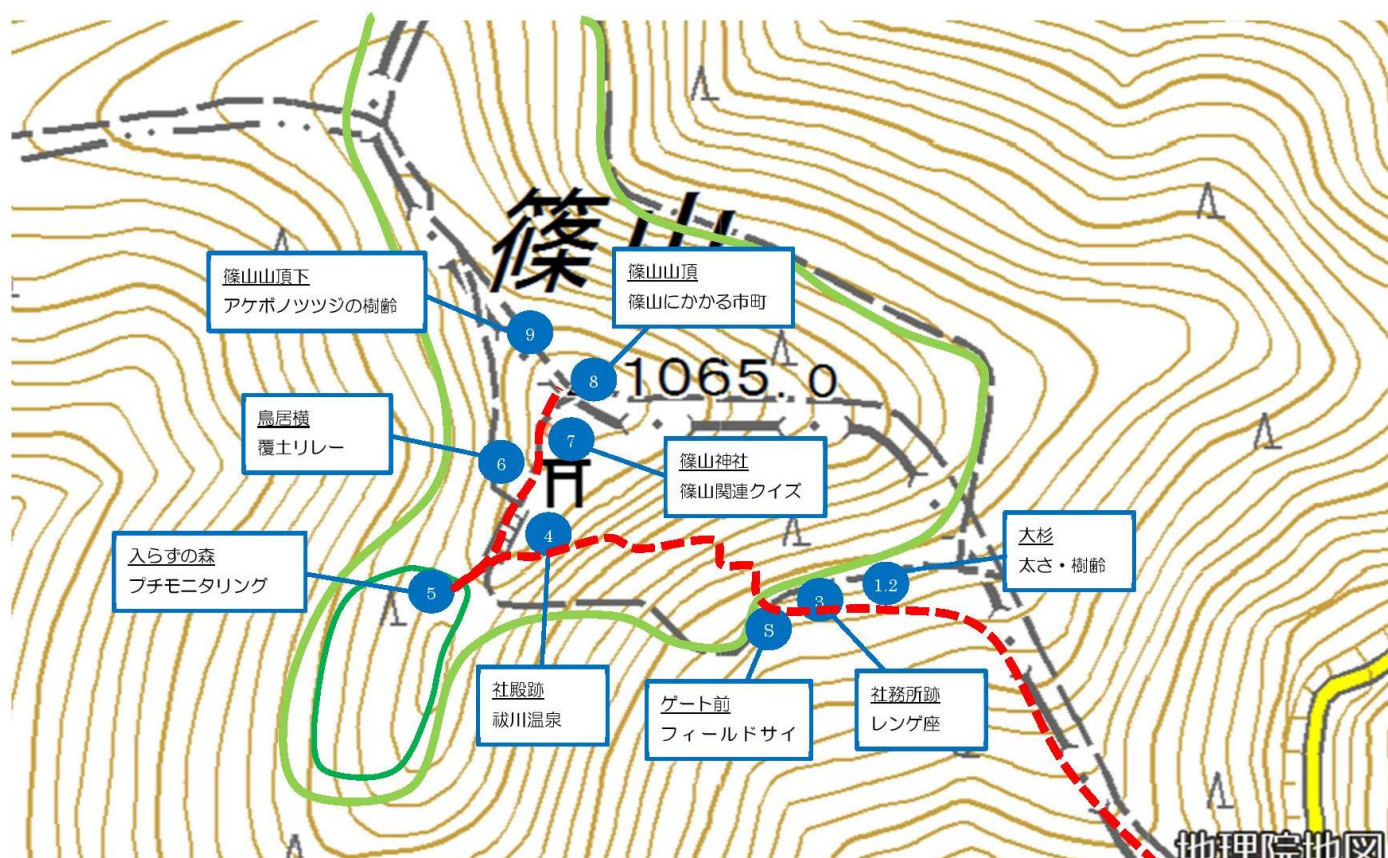 篠山
篠山山頂下
アケボノツツジの樹齢
篠山山頂
篠山にかかる市町
9
8
1065.0
鳥居横
覆土リレー
7
6
篠山神社
篠山関連クイズ
4
大杉
太さ・樹齢
入らずの森
プチモニタリング
5
1.2
3
S
社殿跡
祓川温泉
ゲート前
フィールドサイ
社務所跡
レンゲ座
地理院地図